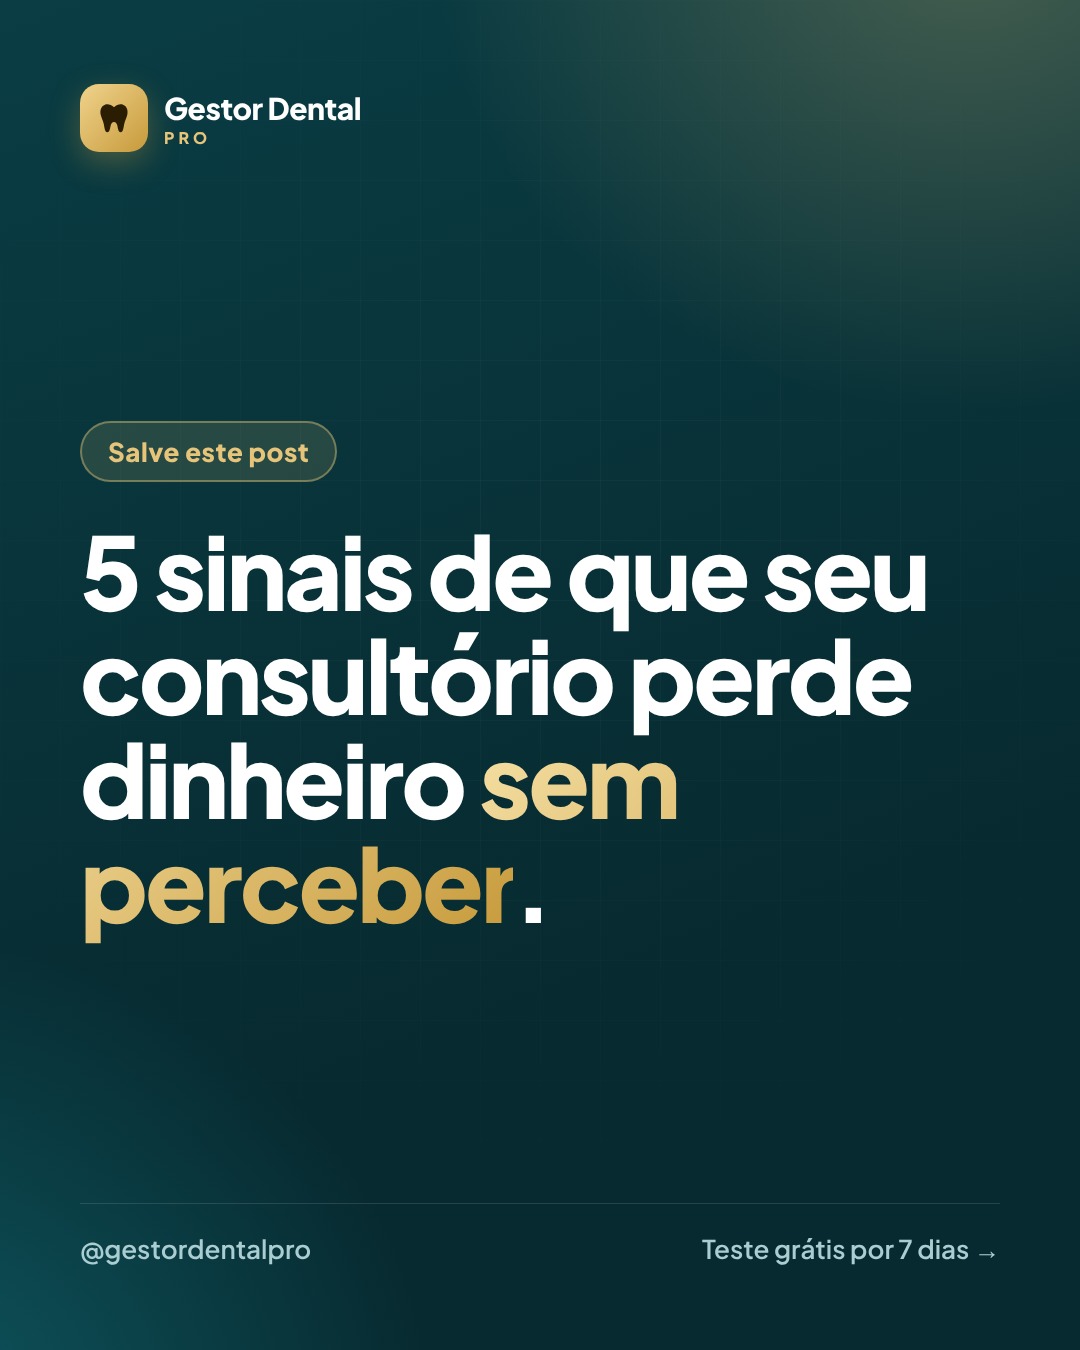 Gestor Dental
PRO
Salve este post
5 sinais de que seu
consultório perde
dinheiro sem
perceber.
@gestordentalpro
Teste grátis por 7 dias →